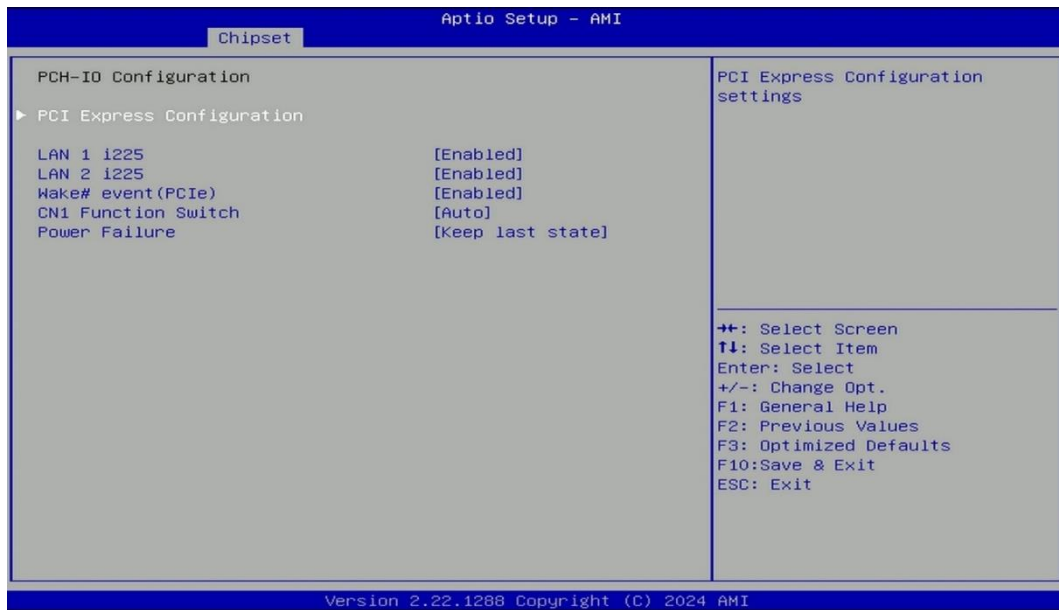 Aptio Setup – AMI
Chipset
PCH-IO Configuration
▶ PCI Express Configuration
LAN 1 i225 [Enabled]
LAN 2 i225 [Enabled]
Wake# event(PCIe) [Enabled]
CN1 Function Switch [Auto]
Power Failure [Keep last state]
PCI Express Configuration
settings
→←: Select Screen
↑↓: Select Item
Enter: Select
+/-: Change Opt.
F1: General Help
F2: Previous Values
F3: Optimized Defaults
F10:Save & Exit
ESC: Exit
Version 2.22.1288 Copyright (C) 2024 AMI